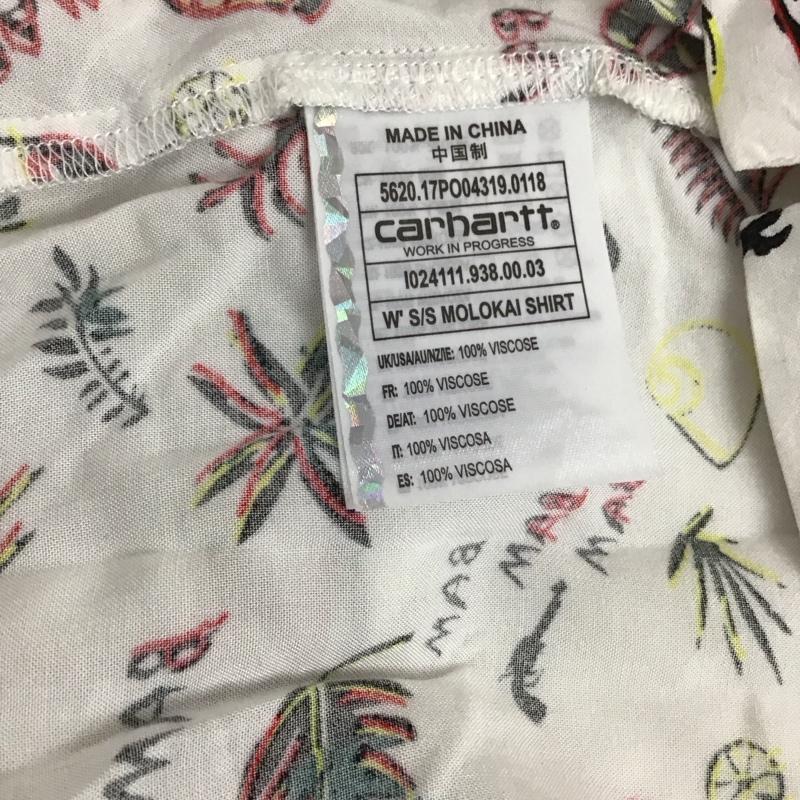 MADE IN CHINA
中国制
5620.17PO04319.0118
carhartt®
WORK IN PROGRESS
I024111.938.00.03
W' S/S MOLOKAI SHIRT
UK/USA/AU/NZ/IE: 100% VISCOSE
FR: 100% VISCOSE
DE/AT: 100% VISCOSE
IT: 100% VISCOSA
ES: 100% VISCOSA